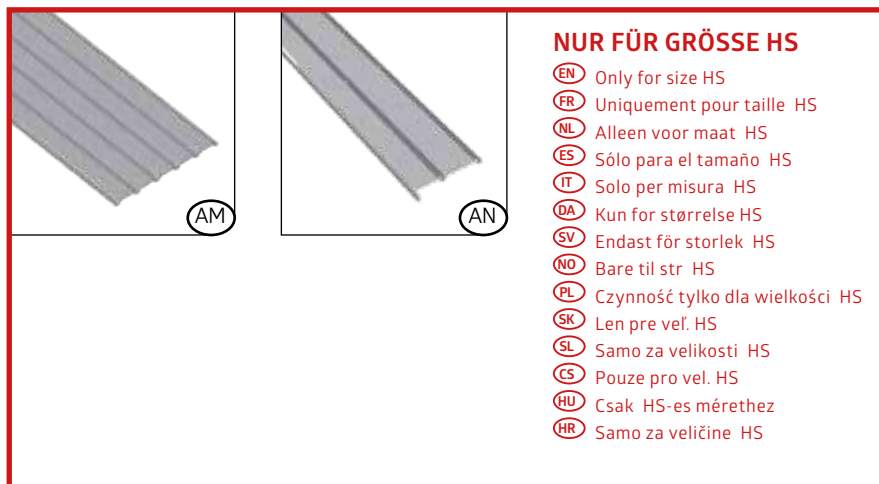 AM
AN
NUR FÜR GRÖSSE HS
EN Only for size HS
FR Uniquement pour taille HS
NL Alleen voor maat HS
ES Sólo para el tamaño HS
IT Solo per misura HS
DA Kun for størrelse HS
SV Endast för storlek HS
NO Bare til str HS
PL Czynność tylko dla wielkości HS
SK Len pre veľ. HS
SL Samo za velikosti HS
CS Pouze pro vel. HS
HU Csak HS-es mérethez
HR Samo za veličine HS